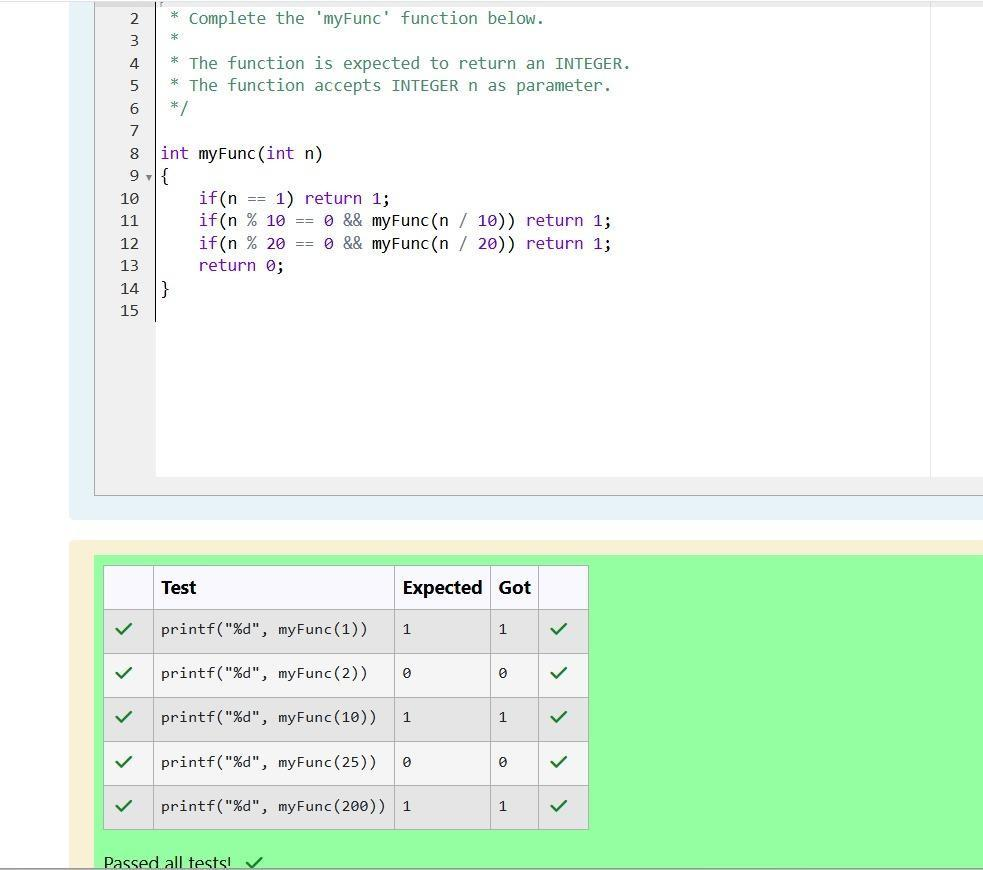 2 * Complete the 'myFunc' function below.
3 *
4 * The function is expected to return an INTEGER.
5 * The function accepts INTEGER n as parameter.
6 */
7
8 int myFunc(int n)
9 {
10 if(n == 1) return 1;
11 if(n % 10 == 0 && myFunc(n / 10)) return 1;
12 if(n % 20 == 0 && myFunc(n / 20)) return 1;
13 return 0;
14 }
15
Test Expected Got
printf("%d", myFunc(1)) 1 1
printf("%d", myFunc(2)) 0 0
printf("%d", myFunc(10)) 1 1
printf("%d", myFunc(25)) 0 0
printf("%d", myFunc(200)) 1 1
Passed all tests!